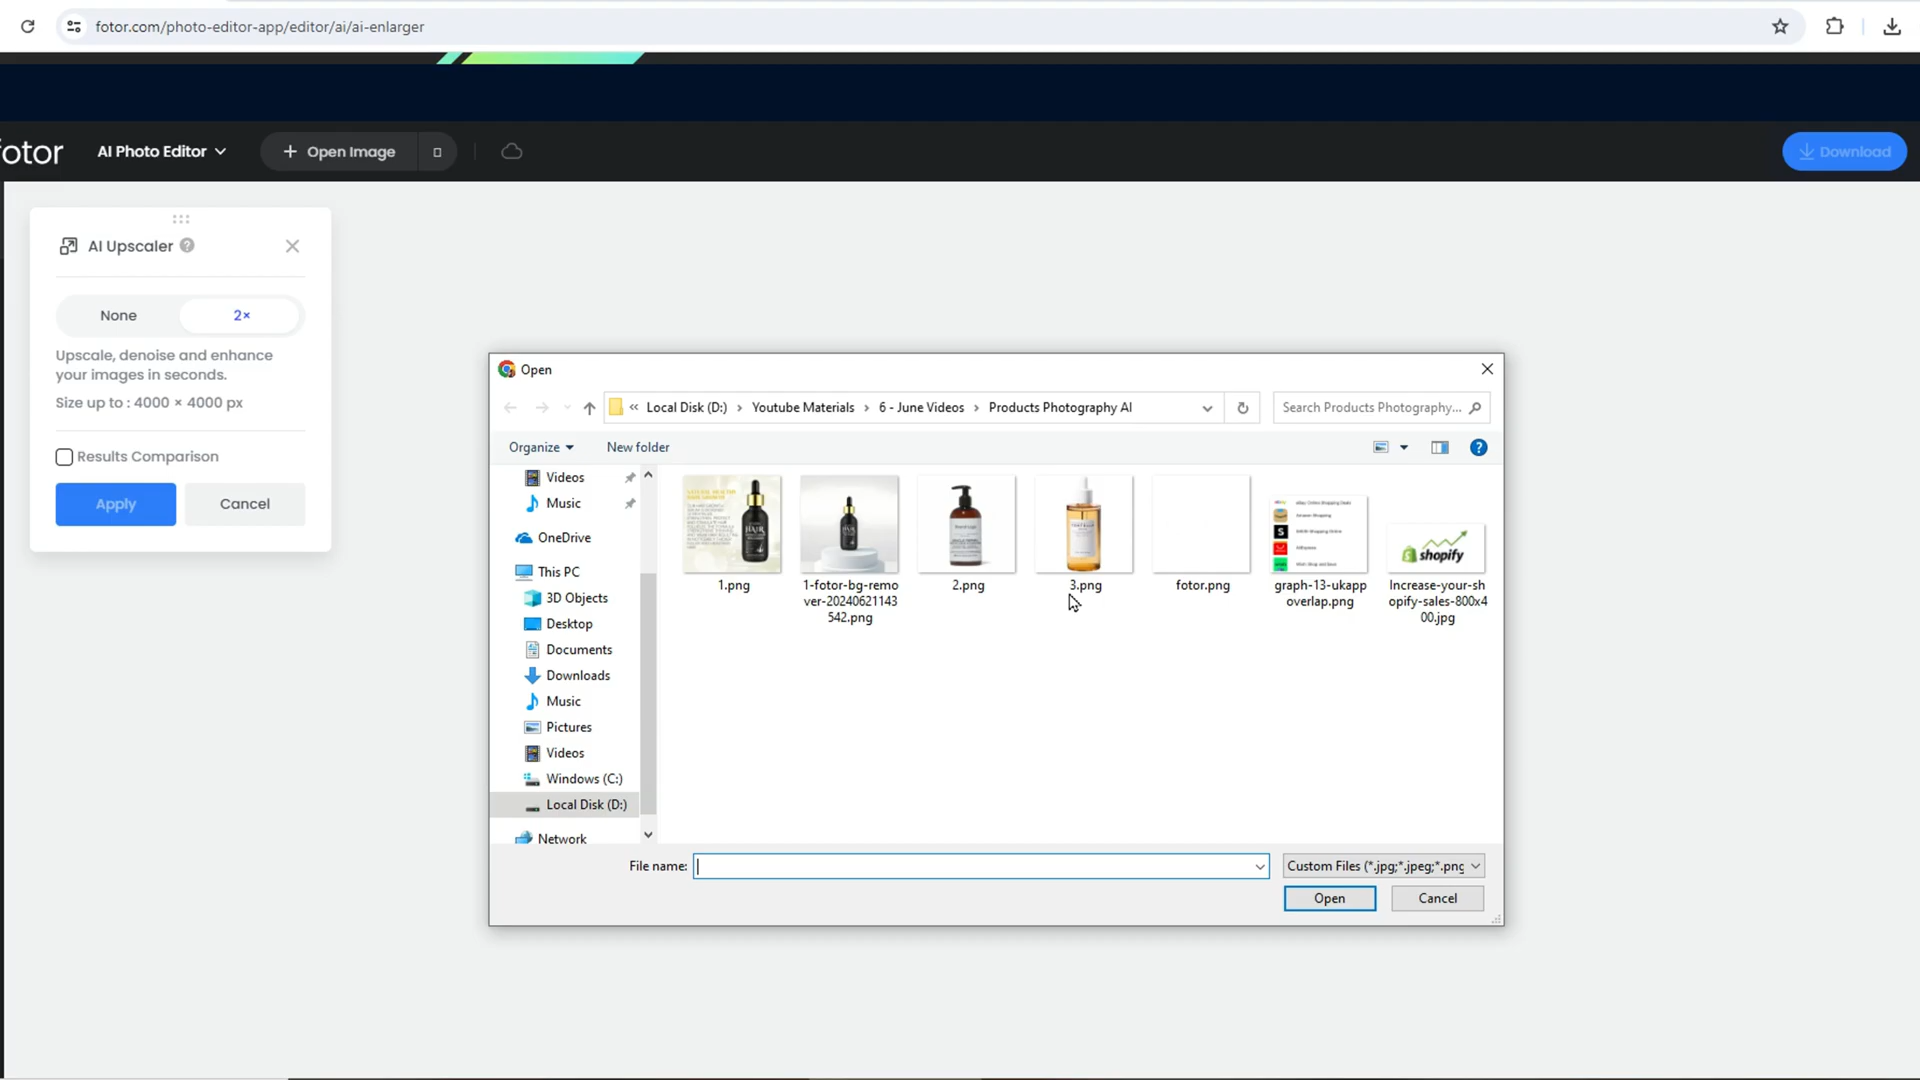 fotor.com/photo-editor-app/editor/ai/ai-enlarger
fotor
AI Photo Editor
Open Image
Download
AI Upscaler
None
2×
Upscale, denoise and enhance
your images in seconds.
Size up to : 4000 × 4000 px
Results Comparison
Apply
Cancel
Open
« Local Disk (D:) › Youtube Materials › 6 - June Videos › Products Photography AI
Search Products Photography...
Organize
New folder
Videos
Music
OneDrive
This PC
3D Objects
Desktop
Documents
Downloads
Music
Pictures
Videos
Windows (C:)
Local Disk (D:)
Network
HAIR
shopify
1.png
1-fotor-bg-remo
ver-20240621143
542.png
2.png
3.png
fotor.png
graph-13-ukapp
overlap.png
Increase-your-sh
opify-sales-800x4
00.jpg
File name:
Custom Files (*.jpg;*.jpeg;*.png
Open
Cancel